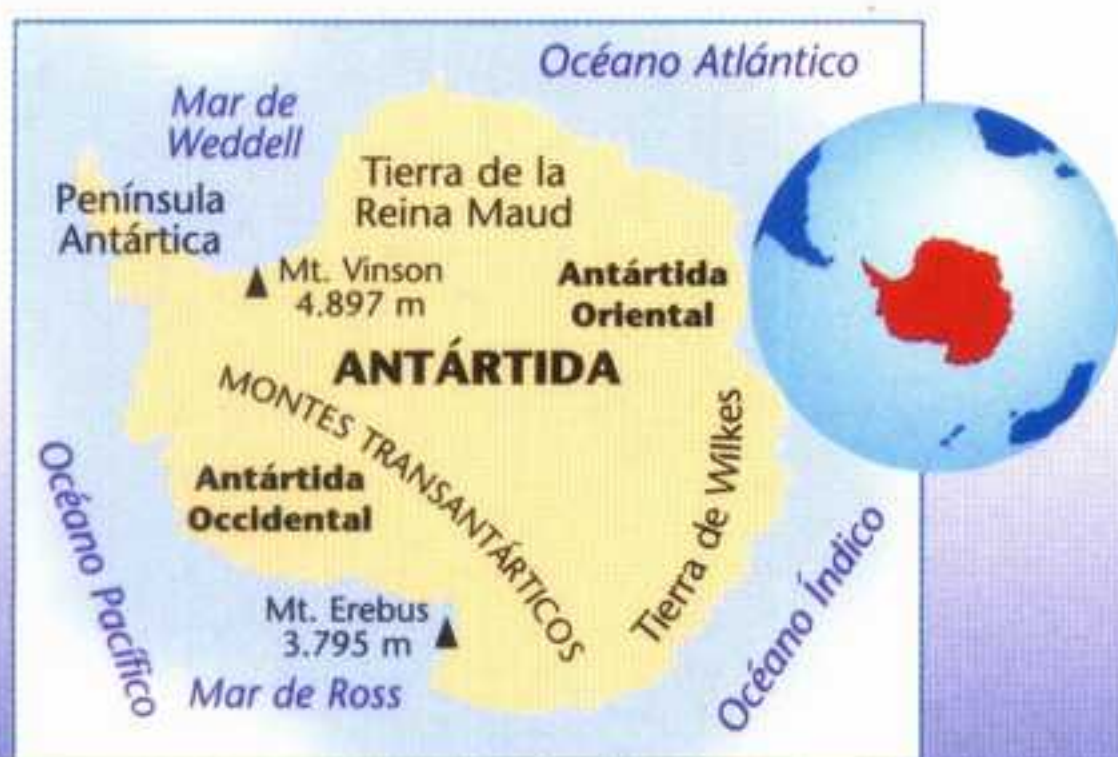 Océano Atlántico
Mar de
Weddell
Tierra de la
Reina Maud
Península
Antártica
Mt. Vinson
4.897 m
Antártida
Oriental
ANTÁRTIDA
MONTES TRANSANTÁRTICOS
Tierra de Wilkes
Antártida
Occidental
Océano Pacífico
Océano Índico
Mt. Erebus
3.795 m
Mar de Ross